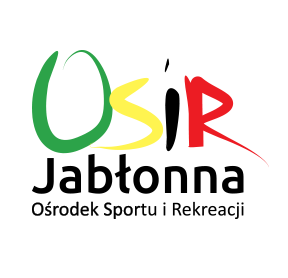 OSiR
Jabłonna
Ośrodek Sportu i Rekreacji